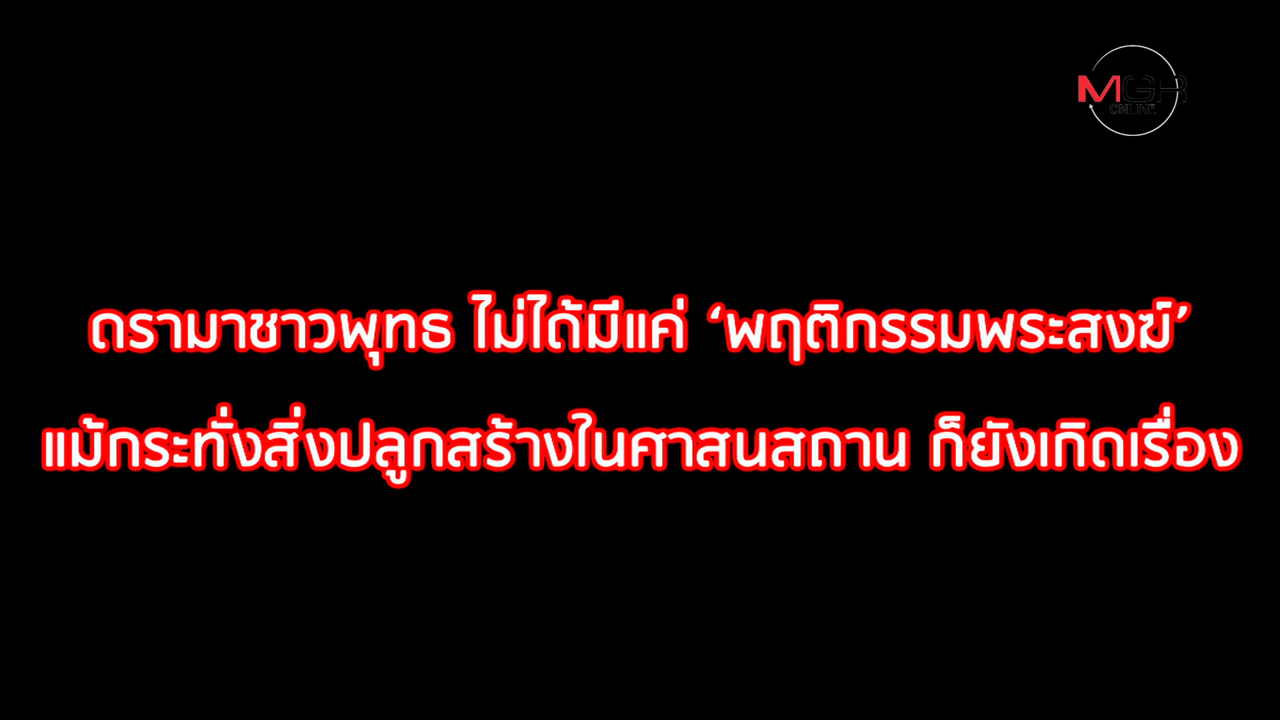 MGR
ONLINE
ดรามาชาวพุทธ ไม่ได้มีแค่ ‘พฤติกรรมพระสงฆ์’
แม้กระทั่งสิ่งปลูกสร้างในศาสนสถาน ก็ยังเกิดเรื่อง